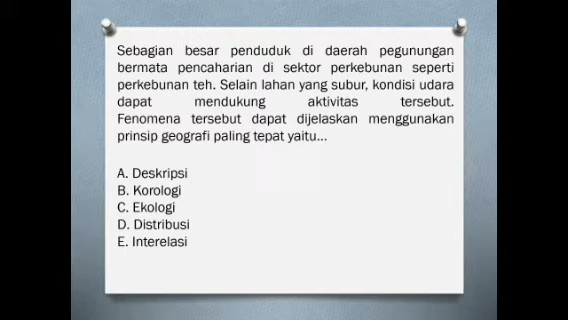 Sebagian besar penduduk di daerah pegunungan
bermata pencaharian di sektor perkebunan seperti
perkebunan teh. Selain lahan yang subur, kondisi udara
dapat mendukung aktivitas tersebut.
Fenomena tersebut dapat dijelaskan menggunakan
prinsip geografi paling tepat yaitu...
A. Deskripsi
B. Korologi
C. Ekologi
D. Distribusi
E. Interelasi